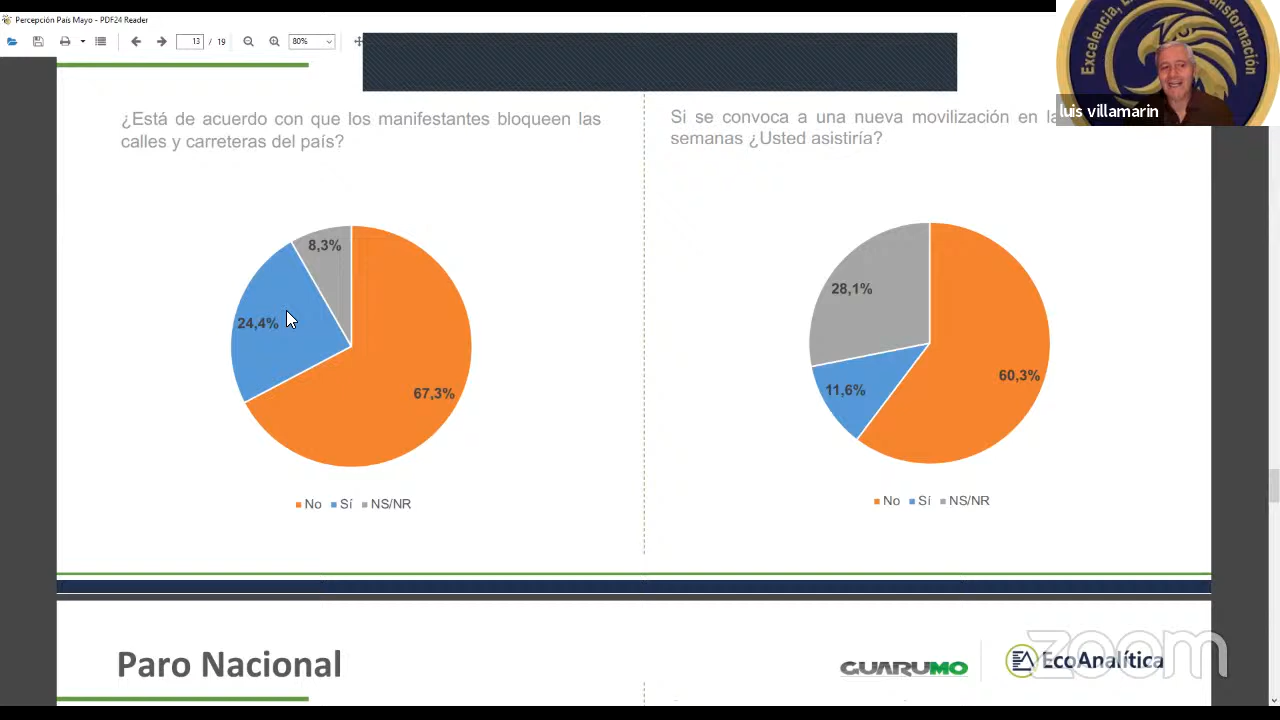 Percepción País Mayo - PDF24 Reader
13 / 19
80%
Excelencia, E
Transformación
luis villamarin
¿Está de acuerdo con que los manifestantes bloqueen las
calles y carreteras del país?
8,3%
24,4%
67,3%
No Sí NS/NR
Si se convoca a una nueva movilización en
semanas ¿Usted asistiría?
28,1%
11,6%
60,3%
No Sí NS/NR
Paro Nacional
GUARUMO
EcoAnalítica
zoom